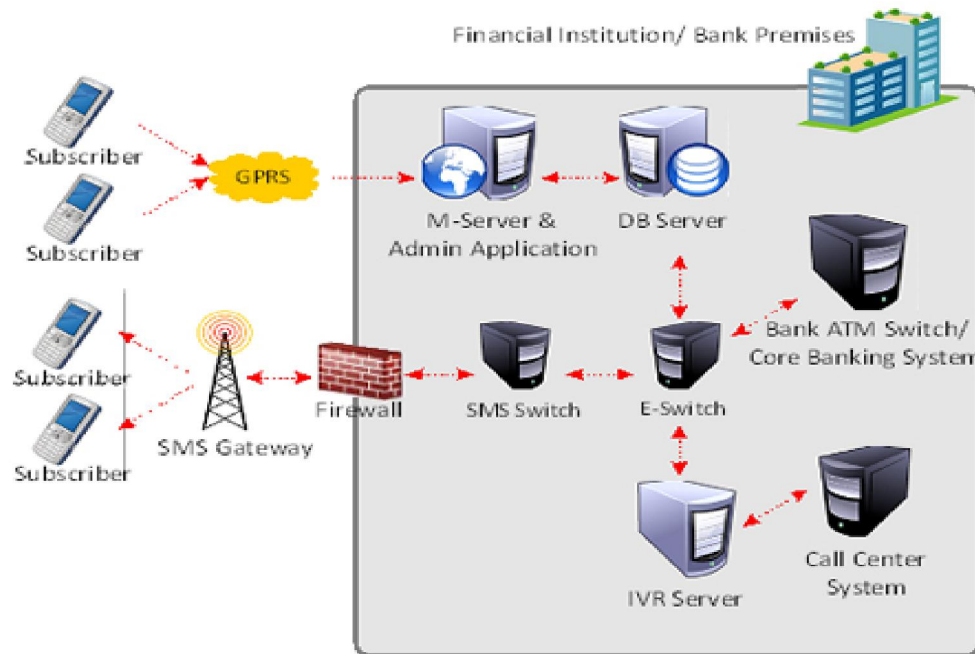 Financial Institution/ Bank Premises
Subscriber
GPRS
Subscriber
M-Server &
Admin Application
DB Server
Subscriber
Subscriber
SMS Gateway
Firewall
SMS Switch
E-Switch
Bank ATM Switch/
Core Banking System
IVR Server
Call Center
System